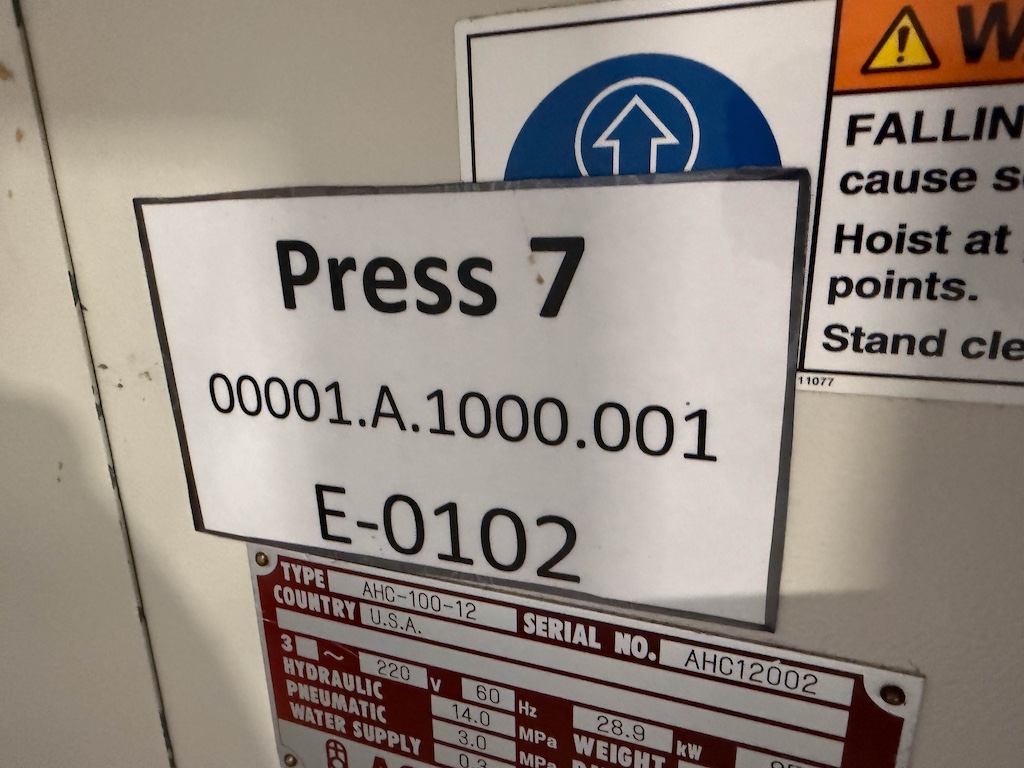 FALLIN
cause s
Hoist at
points.
Stand cle
11077
Press 7
00001.A.1000.001
E-0102
TYPE AHC-100-12 SERIAL NO. AHC12002
COUNTRY U.S.A.
3 ~ 220 V 60 Hz 28.9 kW
HYDRAULIC 14.0 MPa WEIGHT
PNEUMATIC 3.0 MPa
WATER SUPPLY 0.3